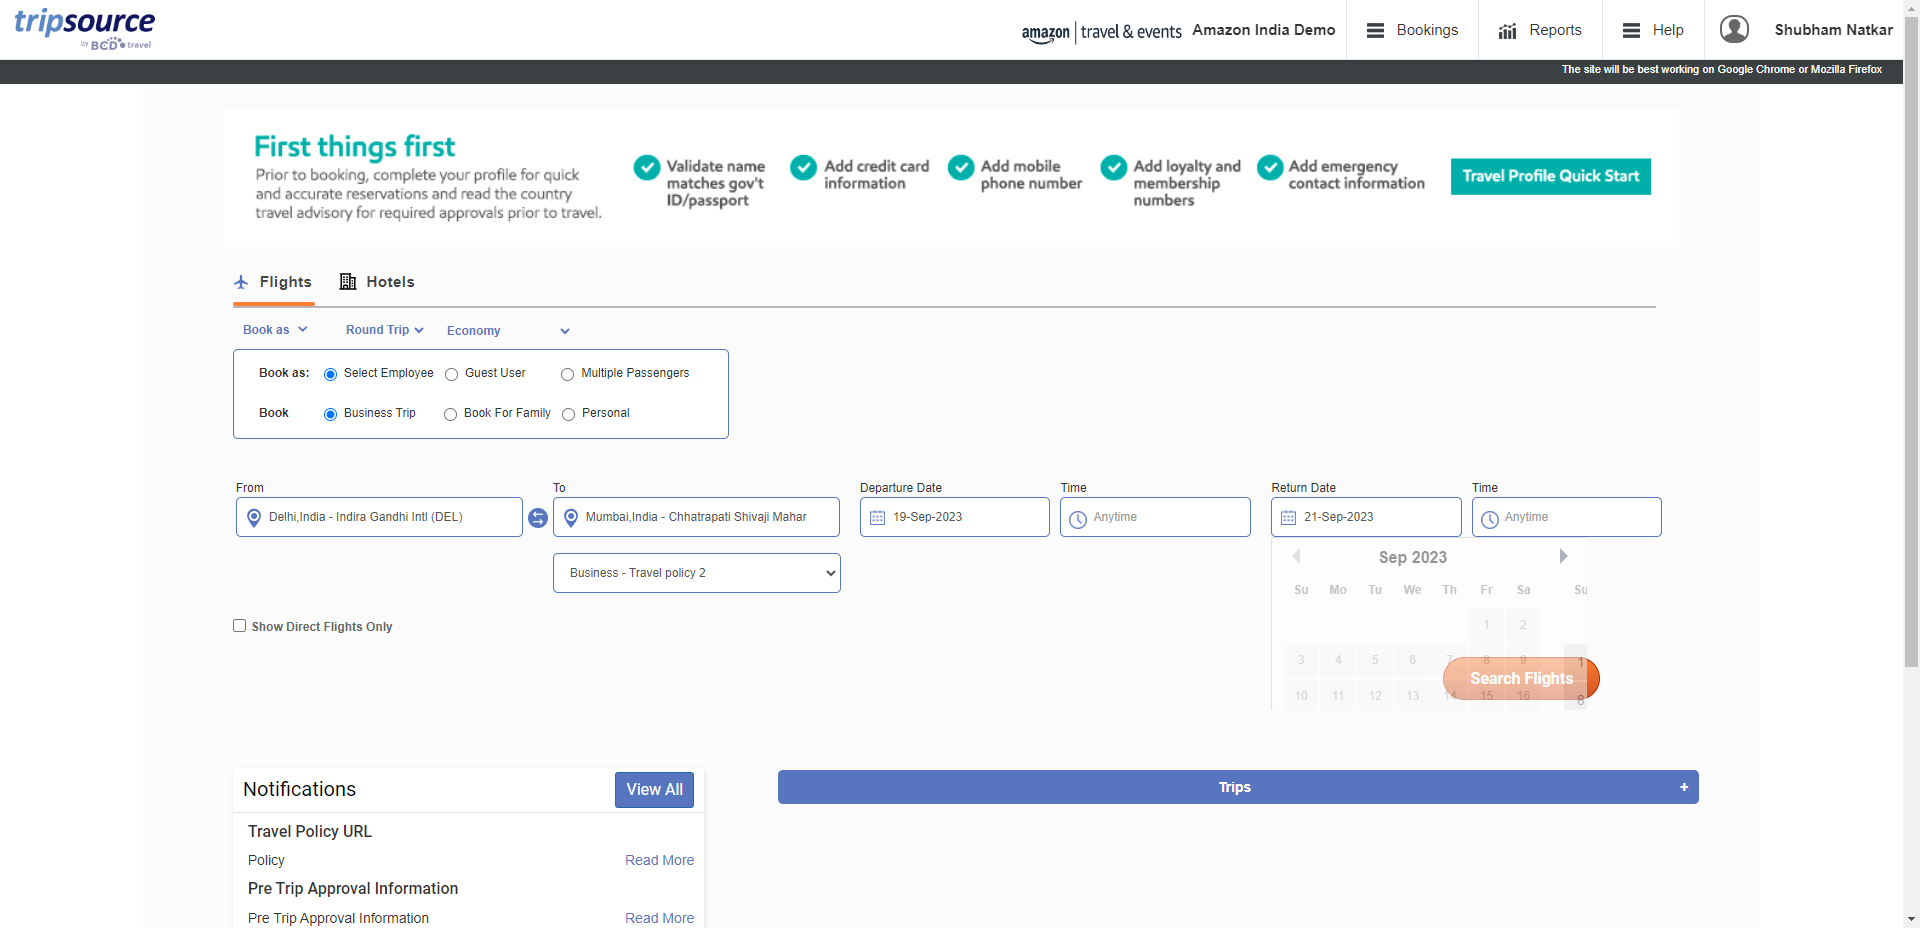 tripsource
by BCD travel
amazon | travel & events
Amazon India Demo
Bookings
Reports
Help
Shubham Natkar
The site will be best working on Google Chrome or Mozilla Firefox
First things first
Prior to booking, complete your profile for quick
and accurate reservations and read the country
travel advisory for required approvals prior to travel.
Validate name
matches gov't
ID/passport
Add credit card
information
Add mobile
phone number
Add loyalty and
membership
numbers
Add emergency
contact information
Travel Profile Quick Start
Flights
Hotels
Book as
Round Trip
Economy
Book as:
Select Employee
Guest User
Multiple Passengers
Book
Business Trip
Book For Family
Personal
From
To
Departure Date
Time
Return Date
Time
Delhi,India - Indira Gandhi Intl (DEL)
Mumbai,India - Chhatrapati Shivaji Mahar
19-Sep-2023
Anytime
21-Sep-2023
Anytime
Business - Travel policy 2
Sep 2023
Su Mo Tu We Th Fr Sa Su
1 2
Show Direct Flights Only
3 4 5 6 7 8 9 1
Search Flights
10 11 12 13 14 15 16 8
Notifications
View All
Trips
+
Travel Policy URL
Policy
Read More
Pre Trip Approval Information
Pre Trip Approval Information
Read More